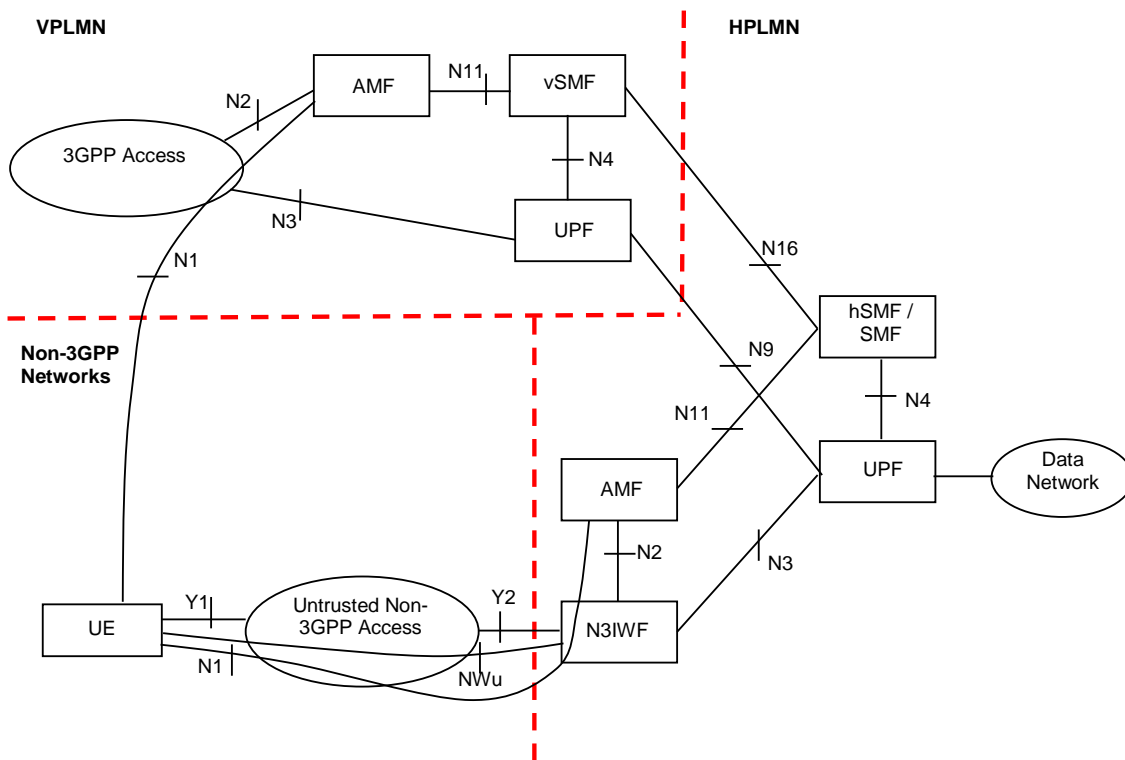 VPLMN
HPLMN
N11
AMF
vSMF
N2
3GPP Access
N4
N3
UPF
N1
N16
hSMF /
SMF
Non-3GPP
Networks
N9
N11
N4
AMF
UPF
Data
Network
N2
N3
Y1
Untrusted Non-
3GPP Access
Y2
UE
N3IWF
N1
NWu